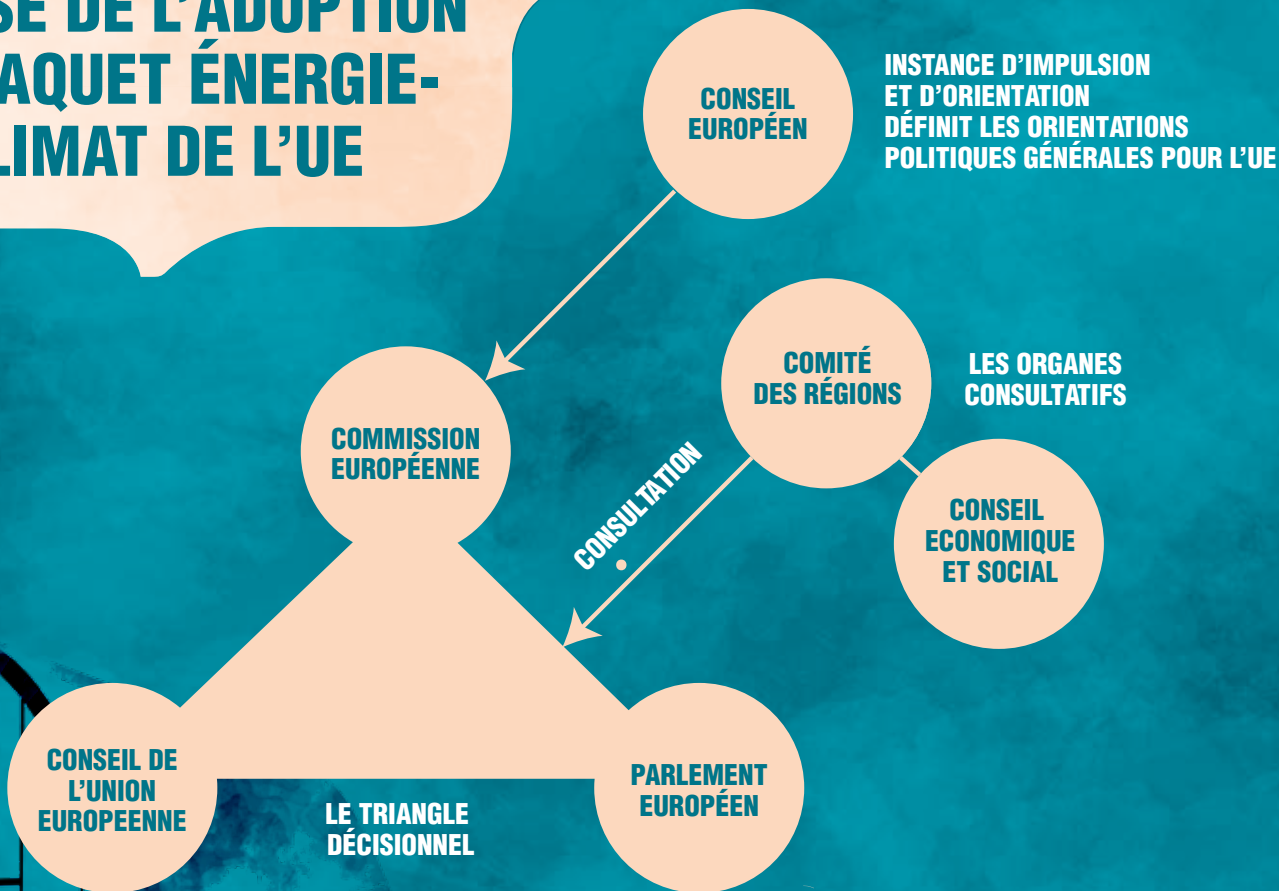 SE DE L'ADOPTION
AQUET ÉNERGIE-
LIMAT DE L'UE
CONSEIL
EUROPÉEN
INSTANCE D'IMPULSION
ET D'ORIENTATION
DÉFINIT LES ORIENTATIONS
POLITIQUES GÉNÉRALES POUR L'UE
COMITÉ
DES RÉGIONS
LES ORGANES
CONSULTATIFS
COMMISSION
EUROPÉENNE
CONSULTATION
CONSEIL
ECONOMIQUE
ET SOCIAL
CONSEIL DE
L'UNION
EUROPEENNE
LE TRIANGLE
DÉCISIONNEL
PARLEMENT
EUROPÉEN